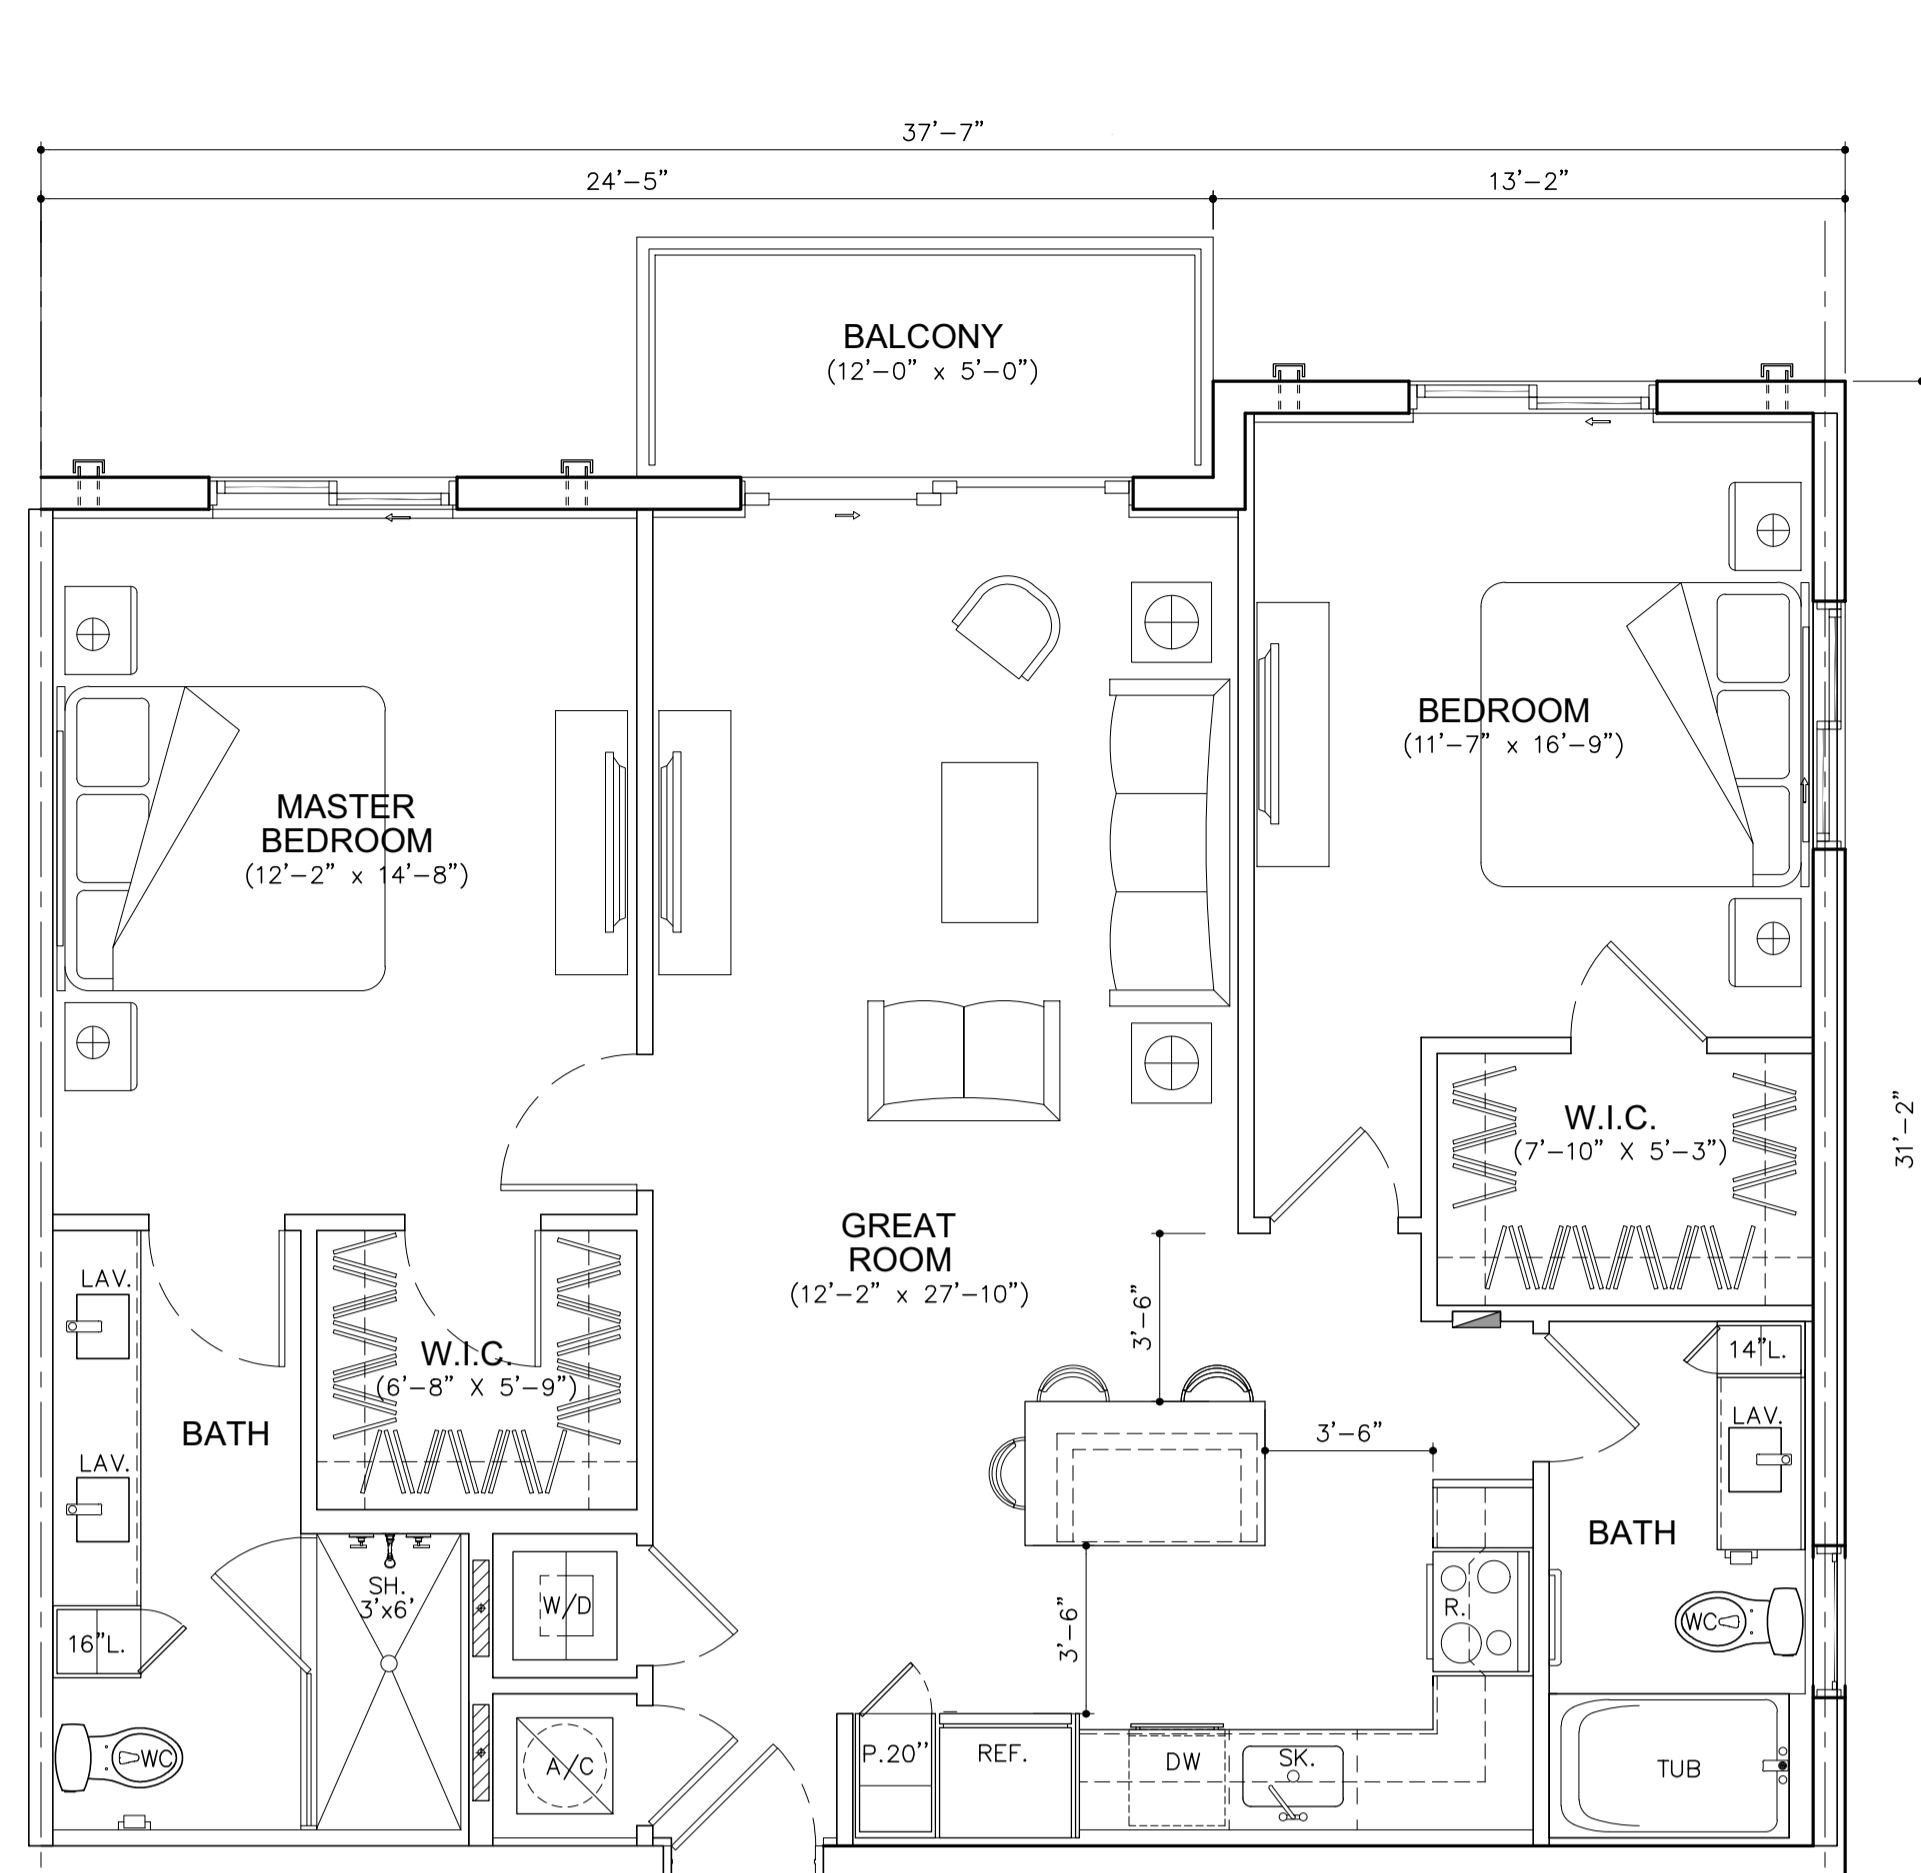 37'-7"
24'-5"
13'-2"
BALCONY
(12'-0" x 5'-0")
BEDROOM
(11'-7" x 16'-9")
MASTER
BEDROOM
(12'-2" x 14'-8")
W.I.C.
(7'-10" X 5'-3")
31'-2"
GREAT
ROOM
(12'-2" x 27'-10")
3'-6"
LAV.
W.I.C.
(6'-8" X 5'-9")
14"L.
BATH
LAV.
3'-6"
LAV.
BATH
SH.
3'x6'
W/D
R.
3'-6"
WC
16"L.
WC
A/C
P.20''
REF.
DW
SK.
TUB